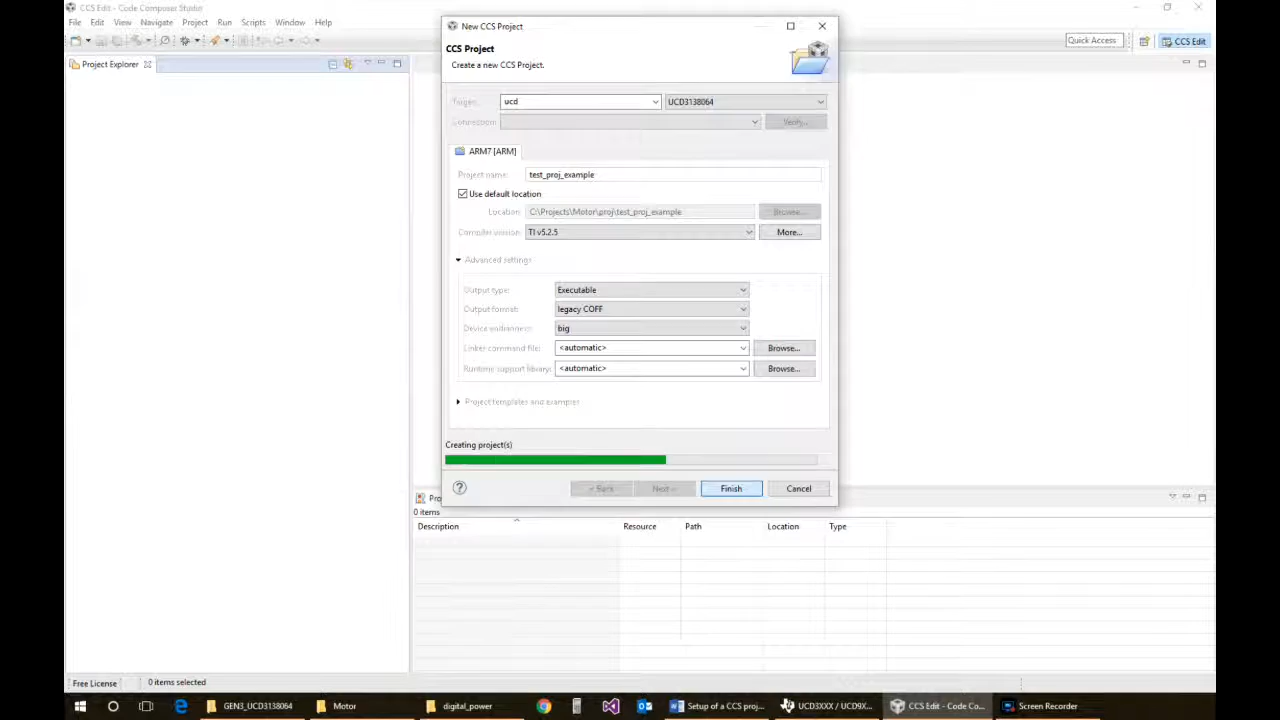 CCS Edit - Code Composer Studio
File Edit View Navigate Project Run Scripts Window Help
Quick Access CCS Edit
Project Explorer
New CCS Project
CCS Project
Create a new CCS Project.
Target: ucd UCD3138064
Connection: Verify...
ARM7 [ARM]
Project name: test_proj_example
Use default location
Location: C:\Projects\Motor\proj\test_proj_example Browse...
Compiler version: TI v5.2.5 More...
Advanced settings
Output type: Executable
Output format: legacy COFF
Device endianness: big
Linker command file: <automatic> Browse...
Runtime support library: <automatic> Browse...
Project templates and examples
Creating project(s)
< Back Next > Finish Cancel
Pro
0 items
Description Resource Path Location Type
Free License 0 items selected
GEN3_UCD3138064 Motor digital_power Setup of a CCS proj... UCD3XXX / UCD9X... CCS Edit - Code Co... Screen Recorder